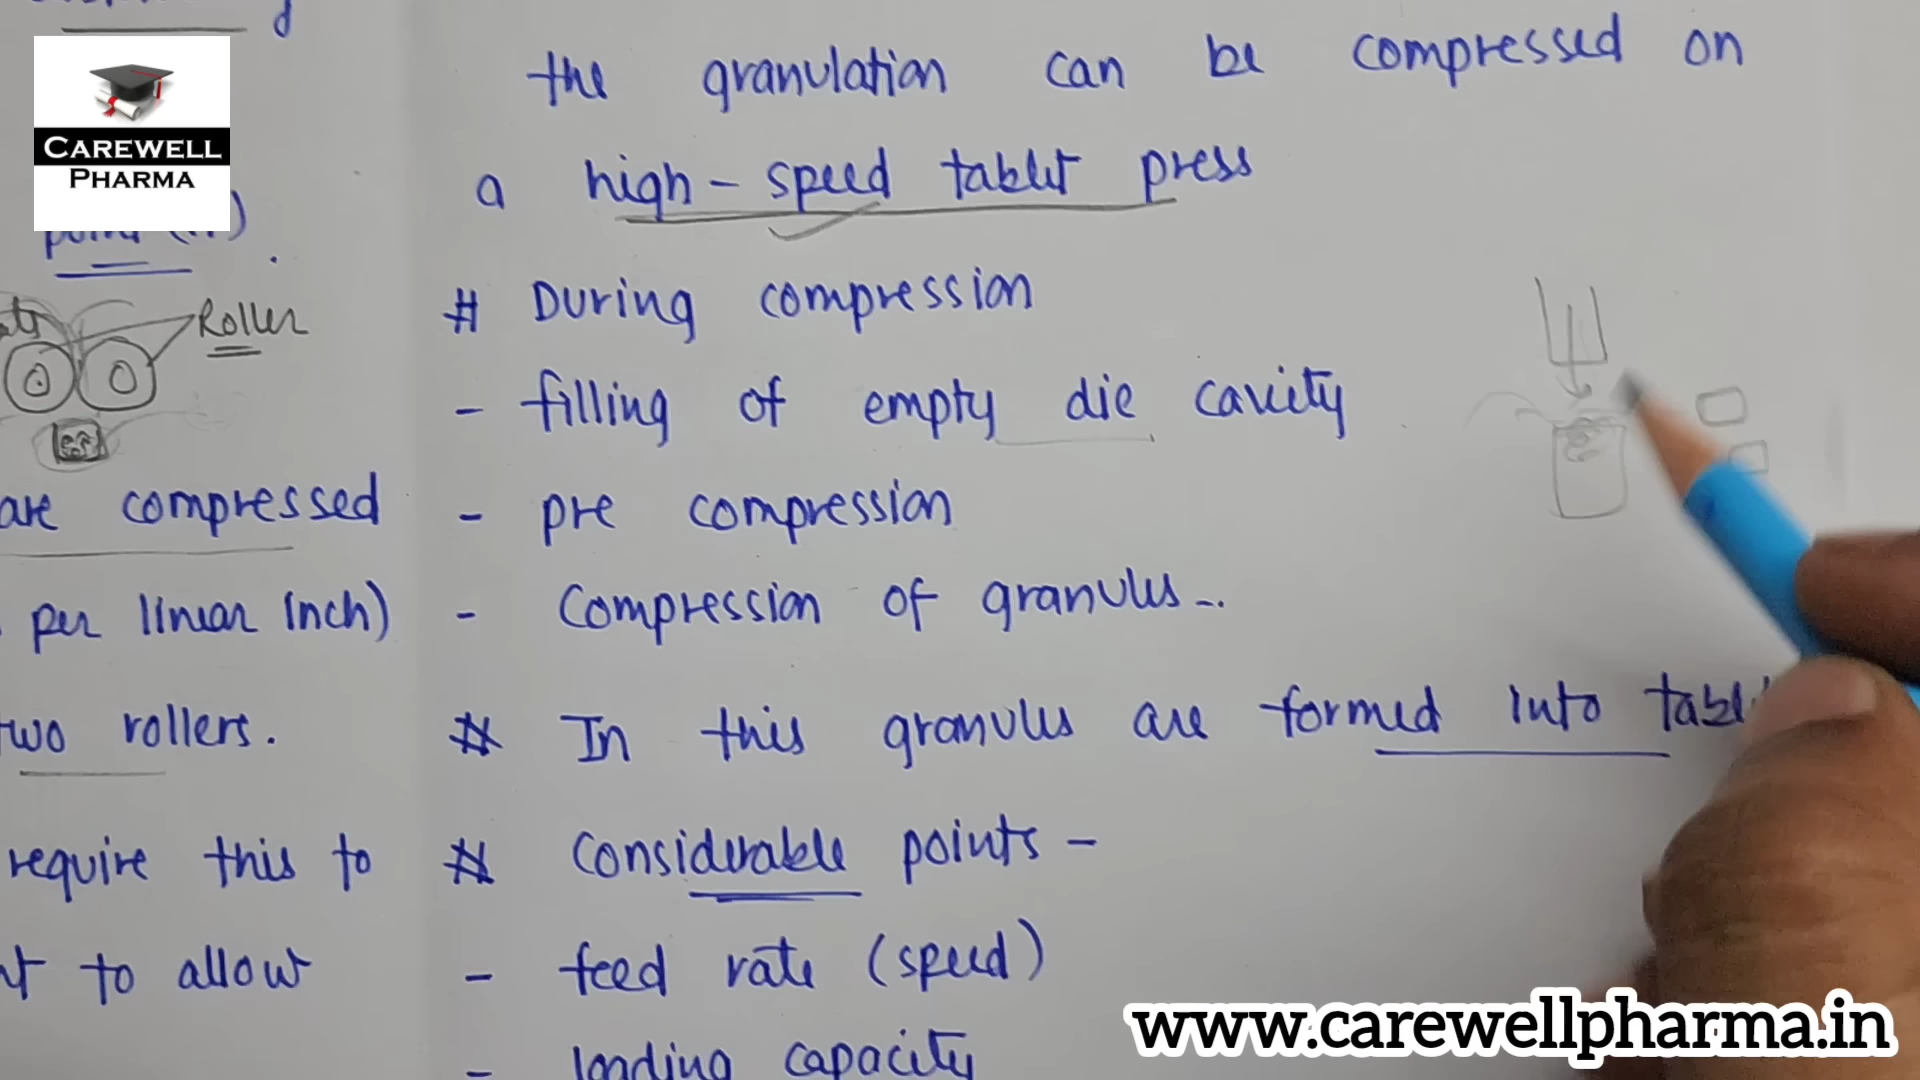 CAREWELL
PHARMA
Roller
are compressed
per linear inch)
two rollers.
require this to
to allow
the granulation can be compressed on
a high - speed tablet press
# During compression
- filling of empty die cavity
- pre compression
- Compression of granules..
# In this granules are formed into
# Considerable points -
- feed rate (speed)
- loading capacity
www.carewellpharma.in